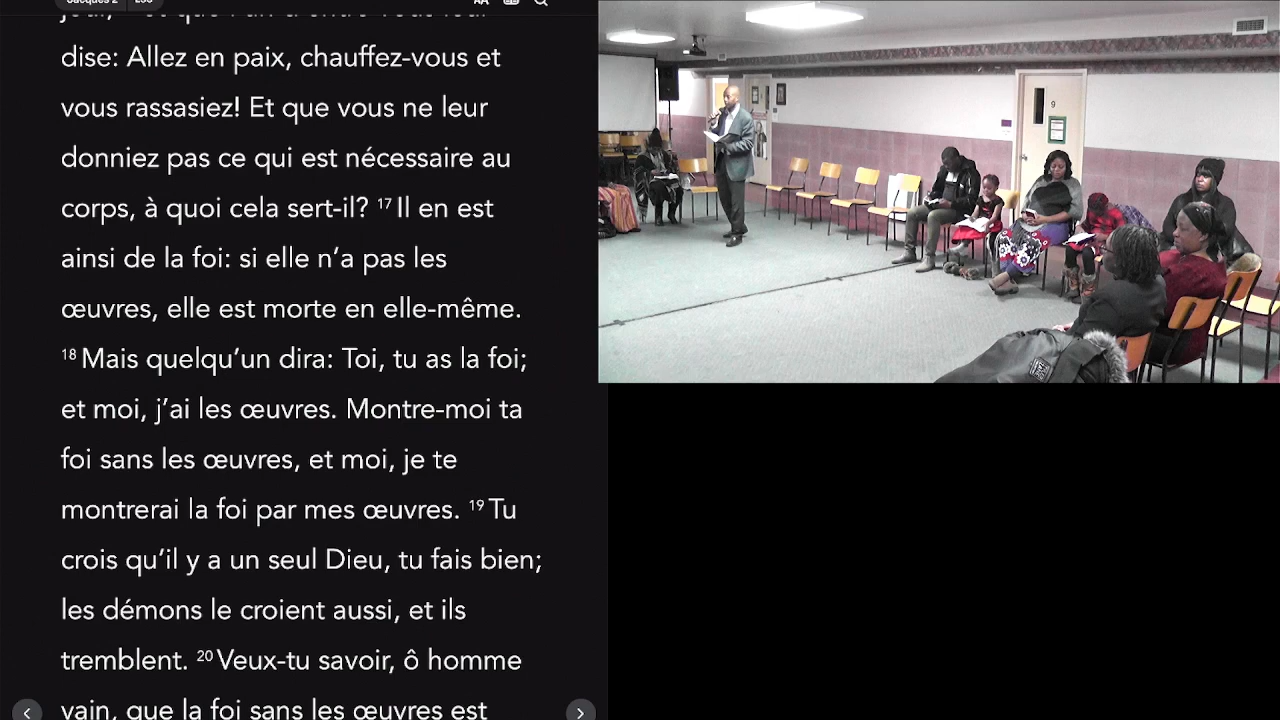 Jacques 2 LSG AA
dise: Allez en paix, chauffez-vous et
vous rassasiez! Et que vous ne leur
donniez pas ce qui est nécessaire au
corps, à quoi cela sert-il? 17 Il en est
ainsi de la foi: si elle n’a pas les
œuvres, elle est morte en elle-même.
18 Mais quelqu’un dira: Toi, tu as la foi;
et moi, j’ai les œuvres. Montre-moi ta
foi sans les œuvres, et moi, je te
montrerai la foi par mes œuvres. 19 Tu
crois qu’il y a un seul Dieu, tu fais bien;
les démons le croient aussi, et ils
tremblent. 20 Veux-tu savoir, ô homme
vain, que la foi sans les œuvres est
9